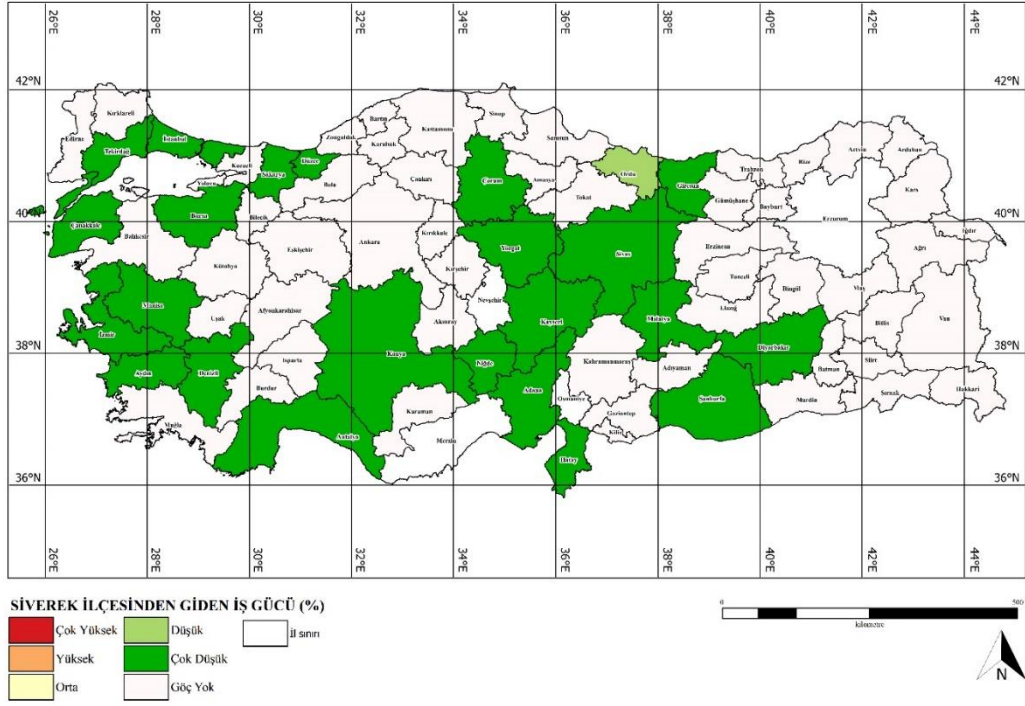 26°E 28°E 30°E 32°E 34°E 36°E 38°E 40°E 42°E 44°E
42°N 42°N
Kırklareli
Edirne
Tekirdağ
İstanbul
Kocaeli
Yalova
Sakarya
Düzce
Zonguldak
Bartın
Karabük
Kastamonu
Sinop
Samsun
Bolu
Çankırı
Çorum
Amasya
Tokat
Ordu
Giresun
Trabzon
Rize
Artvin
Ardahan
Kars
Gümüşhane
Bayburt
Erzurum
40°N 40°N
Çanakkale
Balıkesir
Bursa
Bilecik
Eskişehir
Ankara
Kırıkkale
Yozgat
Sivas
Erzincan
Tunceli
Bingöl
Muş
Ağrı
Iğdır
Kütahya
Manisa
Uşak
Afyonkarahisar
Kırşehir
Nevşehir
Aksaray
Kayseri
Malatya
Elazığ
Bitlis
Van
38°N 38°N
İzmir
Aydın
Denizli
Isparta
Burdur
Konya
Niğde
Adana
Kahramanmaraş
Adıyaman
Diyarbakır
Batman
Siirt
Şırnak
Hakkari
Mardin
Şanlıurfa
Gaziantep
Kilis
Osmaniye
Hatay
Muğla
Antalya
Karaman
Mersin
36°N 36°N
26°E 28°E 30°E 32°E 34°E 36°E 38°E 40°E 42°E 44°E
SİVEREK İLÇESİNDEN GİDEN İŞ GÜCÜ (%)
Çok Yüksek Düşük İl sınırı
Yüksek Çok Düşük
Orta Göç Yok
0 500
kilometre
N